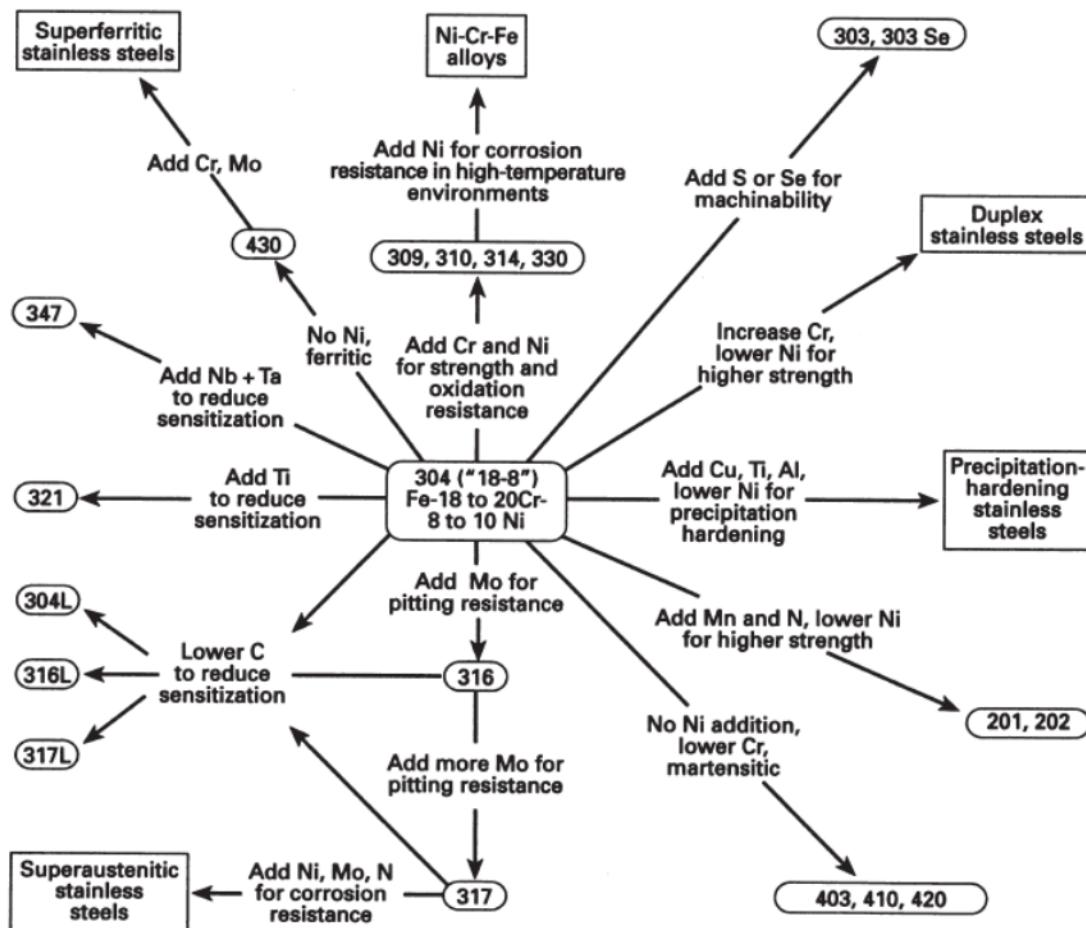 Superferritic
stainless steels
Ni-Cr-Fe
alloys
303, 303 Se
Add Cr, Mo
Add Ni for corrosion
resistance in high-temperature
environments
Add S or Se for
machinability
Duplex
stainless steels
430
309, 310, 314, 330
347
No Ni,
ferritic
Add Cr and Ni
for strength and
oxidation
resistance
Increase Cr,
lower Ni for
higher strength
Add Nb + Ta
to reduce
sensitization
321
Add Ti
to reduce
sensitization
304 ("18-8")
Fe-18 to 20Cr-
8 to 10 Ni
Add Cu, Ti, Al,
lower Ni for
precipitation
hardening
Precipitation-
hardening
stainless
steels
304L
316L
317L
Lower C
to reduce
sensitization
Add Mo for
pitting resistance
316
Add Mn and N, lower Ni
for higher strength
201, 202
Add more Mo for
pitting resistance
No Ni addition,
lower Cr,
martensitic
Superaustenitic
stainless
steels
Add Ni, Mo, N
for corrosion
resistance
317
403, 410, 420